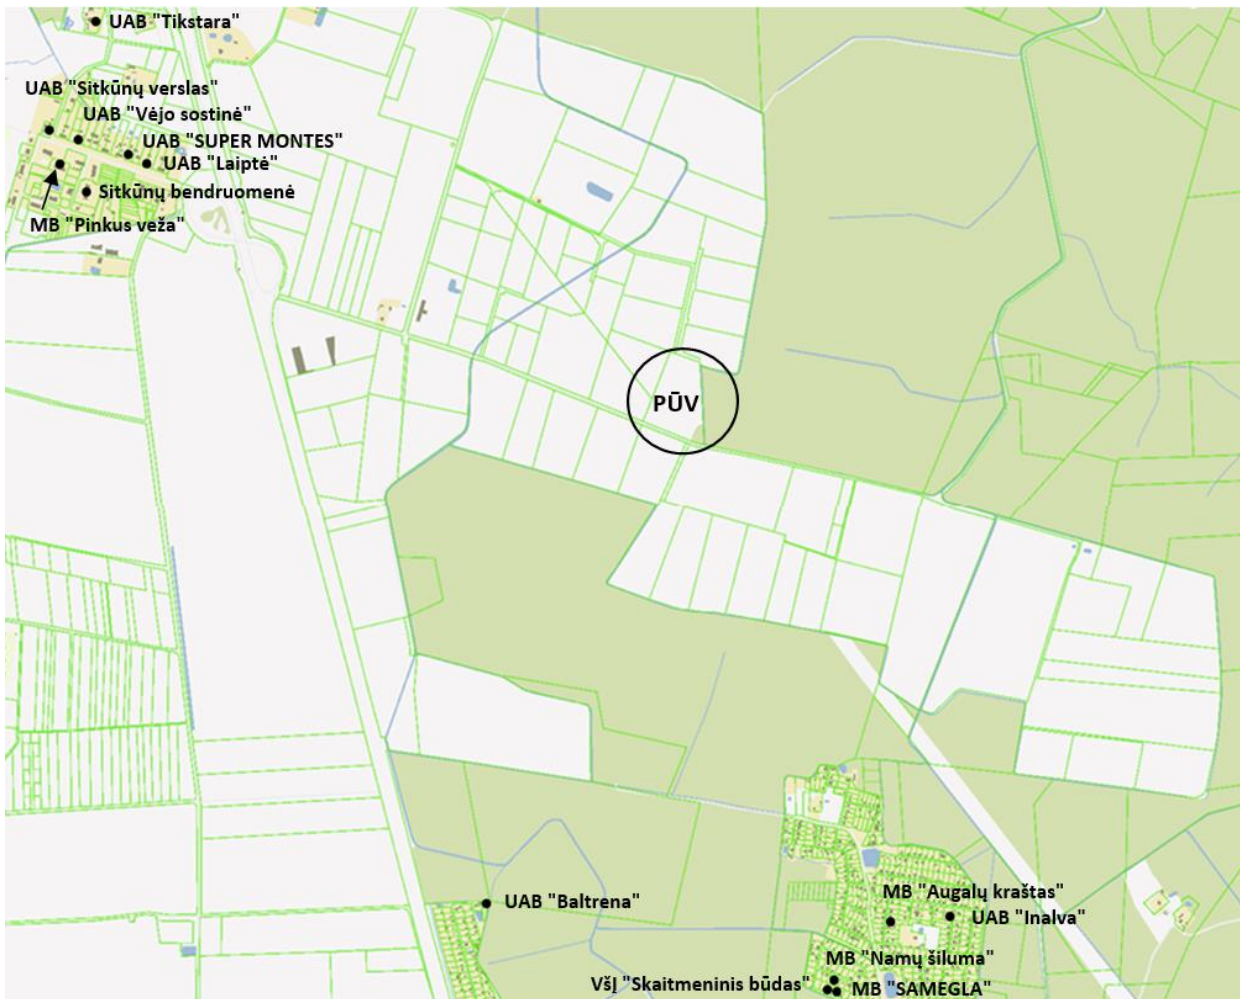 UAB "Tikstara"
UAB "Sitkūnų verslas"
UAB "Vėjo sostinė"
UAB "SUPER MONTES"
UAB "Laiptė"
Sitkūnų bendruomenė
MB "Pinkus veža"
PŪV
UAB "Baltrena"
MB "Augalų kraštas"
UAB "Inalva"
MB "Namų šiluma"
VšĮ "Skaitmeninis būdas"
MB "SAMEGLA"